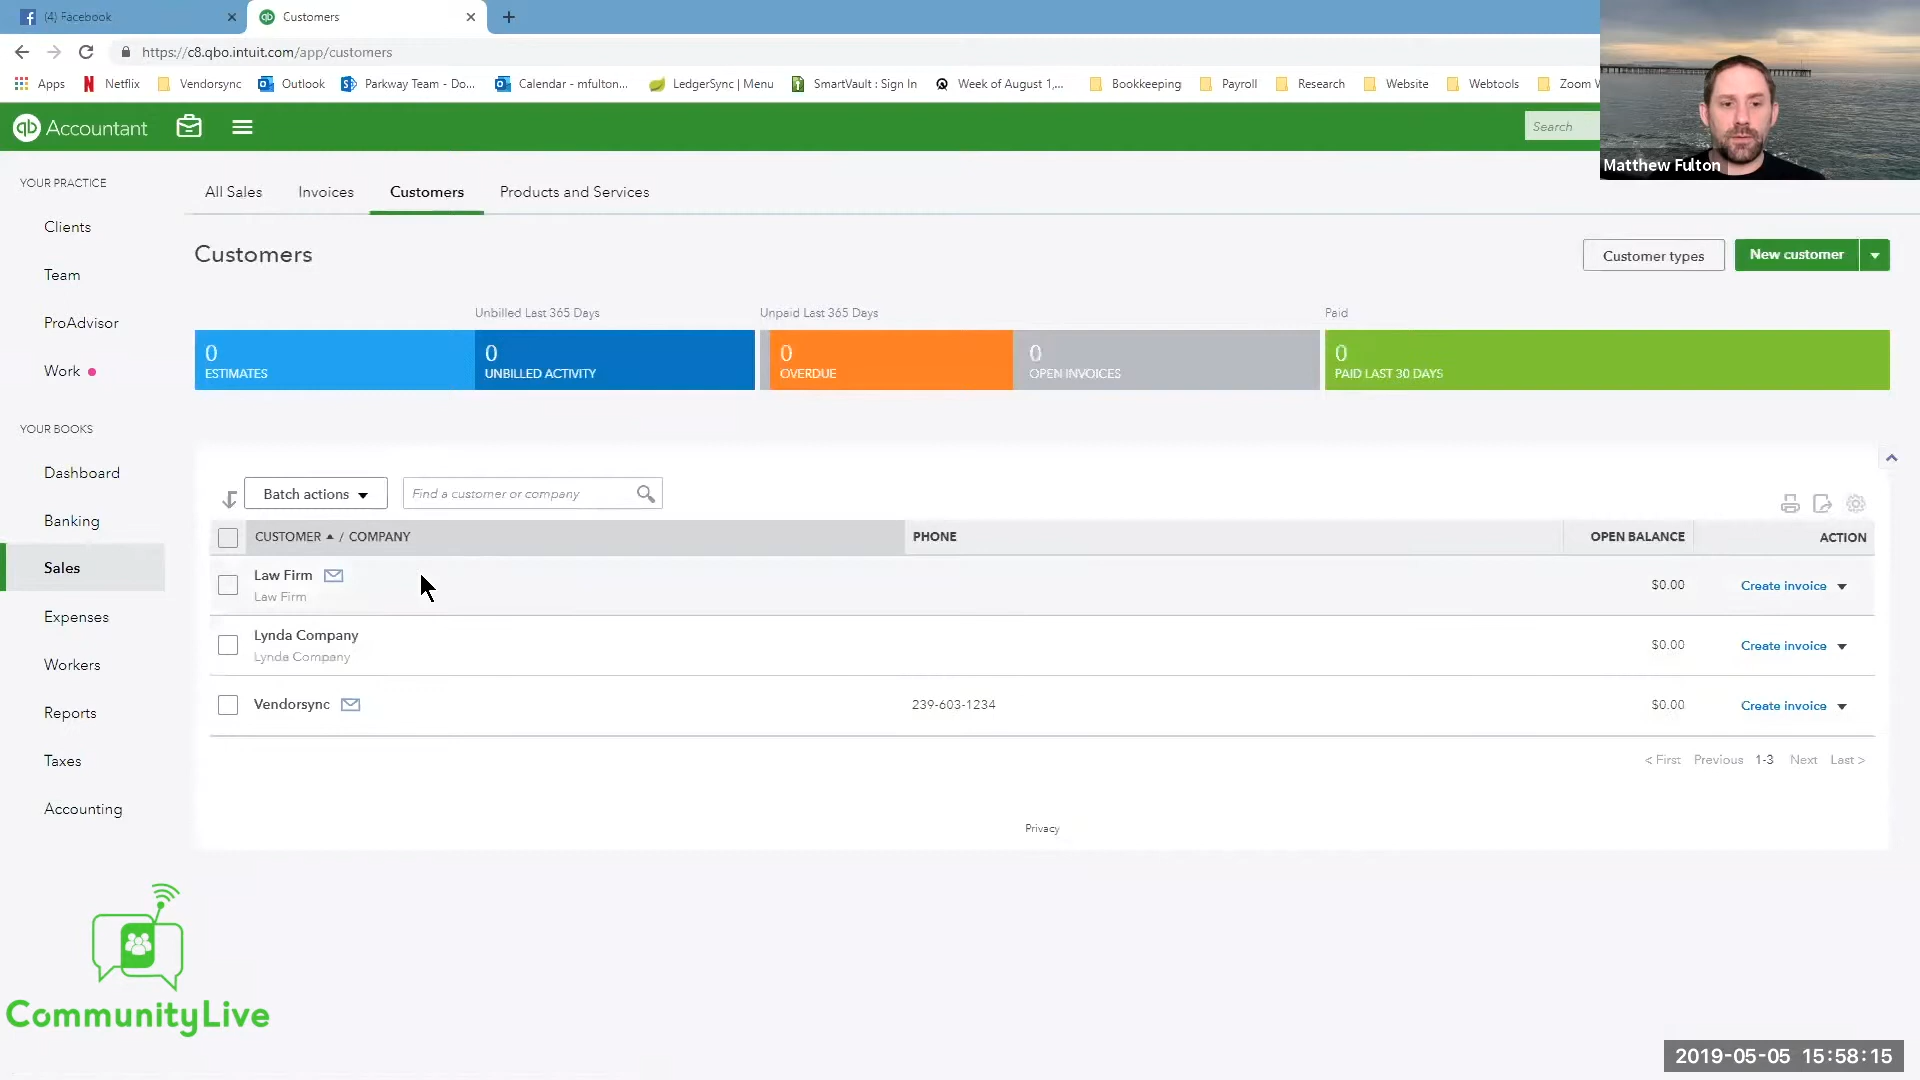 (4) Facebook
Customers
https://c8.qbo.intuit.com/app/customers
Apps Netflix Vendorsync Outlook Parkway Team - Do... Calendar - mfulton... LedgerSync | Menu SmartVault : Sign In Week of August 1,... Bookkeeping Payroll Research Website Webtools Zoom
qb Accountant
Search
Matthew Fulton
YOUR PRACTICE
Clients
Team
ProAdvisor
Work
YOUR BOOKS
Dashboard
Banking
Sales
Expenses
Workers
Reports
Taxes
Accounting
All Sales Invoices Customers Products and Services
Customers
Customer types
New customer
Unbilled Last 365 Days
Unpaid Last 365 Days
Paid
0
ESTIMATES
0
UNBILLED ACTIVITY
0
OVERDUE
0
OPEN INVOICES
0
PAID LAST 30 DAYS
Batch actions
Find a customer or company
CUSTOMER / COMPANY PHONE OPEN BALANCE ACTION
Law Firm
Law Firm
$0.00 Create invoice
Lynda Company
Lynda Company
$0.00 Create invoice
Vendorsync 239-603-1234 $0.00 Create invoice
< First Previous 1-3 Next Last >
Privacy
CommunityLive
2019-05-05 15:58:15